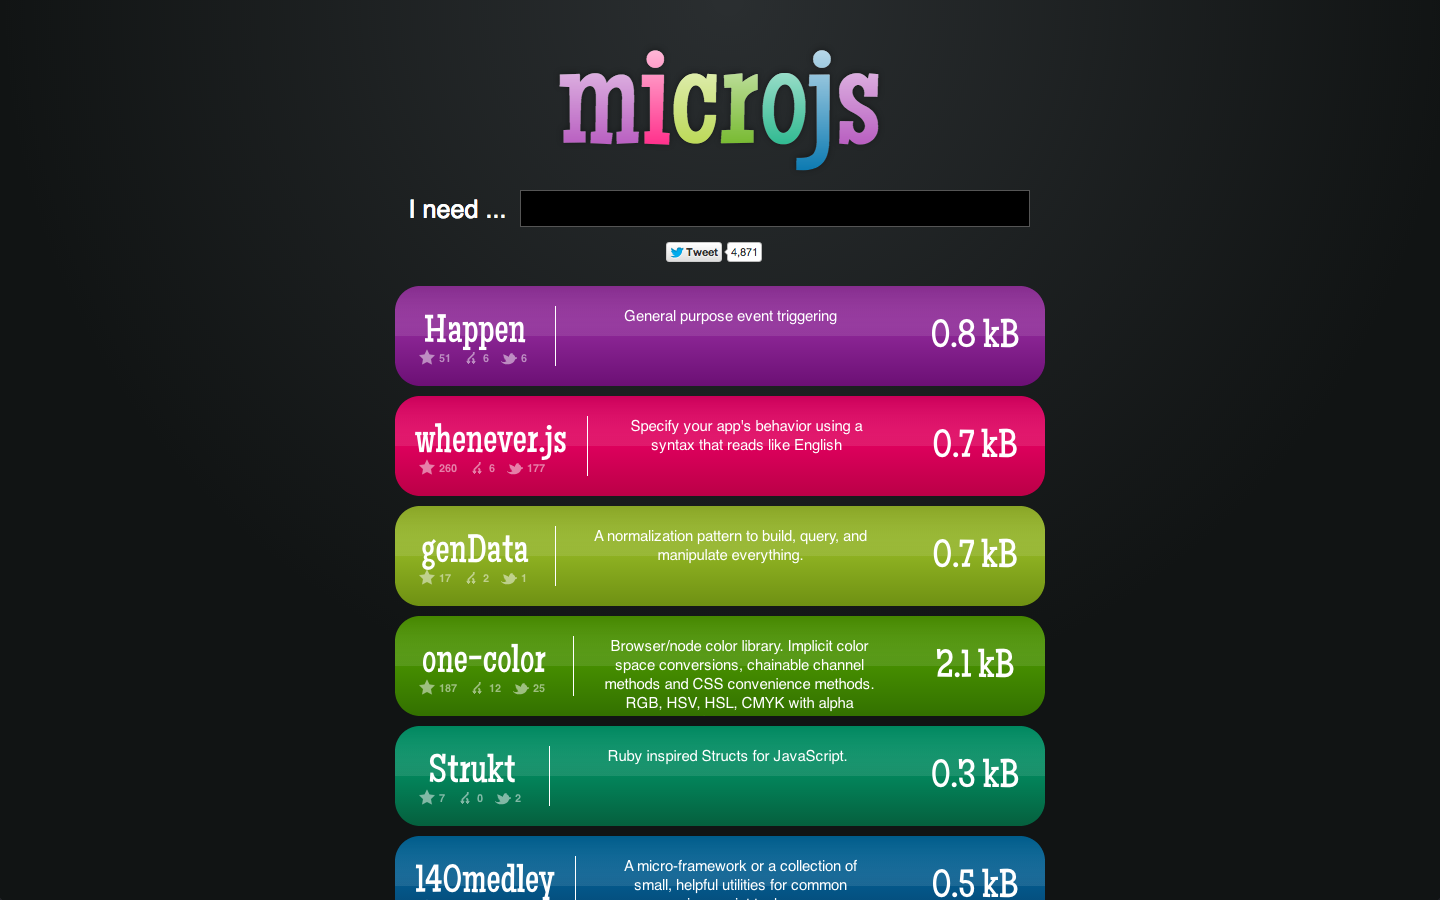 microjs
I need ...
Tweet 4,871
Happen
51 6 6
General purpose event triggering
0.8 kB
whenever.js
260 6 177
Specify your app's behavior using a
syntax that reads like English
0.7 kB
genData
17 2 1
A normalization pattern to build, query, and
manipulate everything.
0.7 kB
one-color
187 12 25
Browser/node color library. Implicit color
space conversions, chainable channel
methods and CSS convenience methods.
RGB, HSV, HSL, CMYK with alpha
2.1 kB
Strukt
7 0 2
Ruby inspired Structs for JavaScript.
0.3 kB
140medley
A micro-framework or a collection of
small, helpful utilities for common
0.5 kB